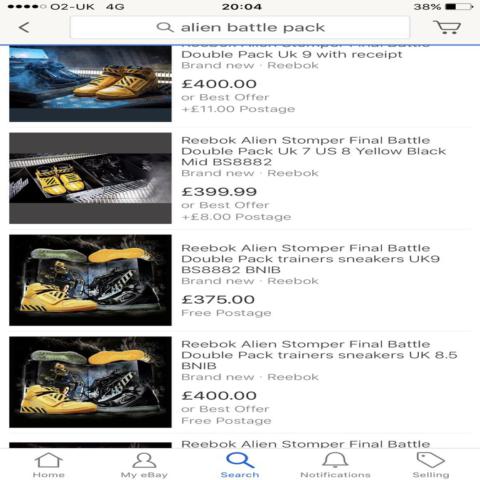 O2-UK 4G 20:04 38%
alien battle pack
Reebok Alien Stomper Final Battle
Double Pack Uk 9 with receipt
Brand new · Reebok
£400.00
or Best Offer
+£11.00 Postage
Reebok Alien Stomper Final Battle
Double Pack Uk 7 US 8 Yellow Black
Mid BS8882
Brand new · Reebok
£399.99
or Best Offer
+£8.00 Postage
Reebok Alien Stomper Final Battle
Double Pack trainers sneakers UK9
BS8882 BNIB
Brand new · Reebok
£375.00
Free Postage
Reebok Alien Stomper Final Battle
Double Pack trainers sneakers UK 8.5
BNIB
Brand new · Reebok
£400.00
or Best Offer
Free Postage
Reebok Alien Stomper Final Battle
Home My eBay Search Notifications Selling